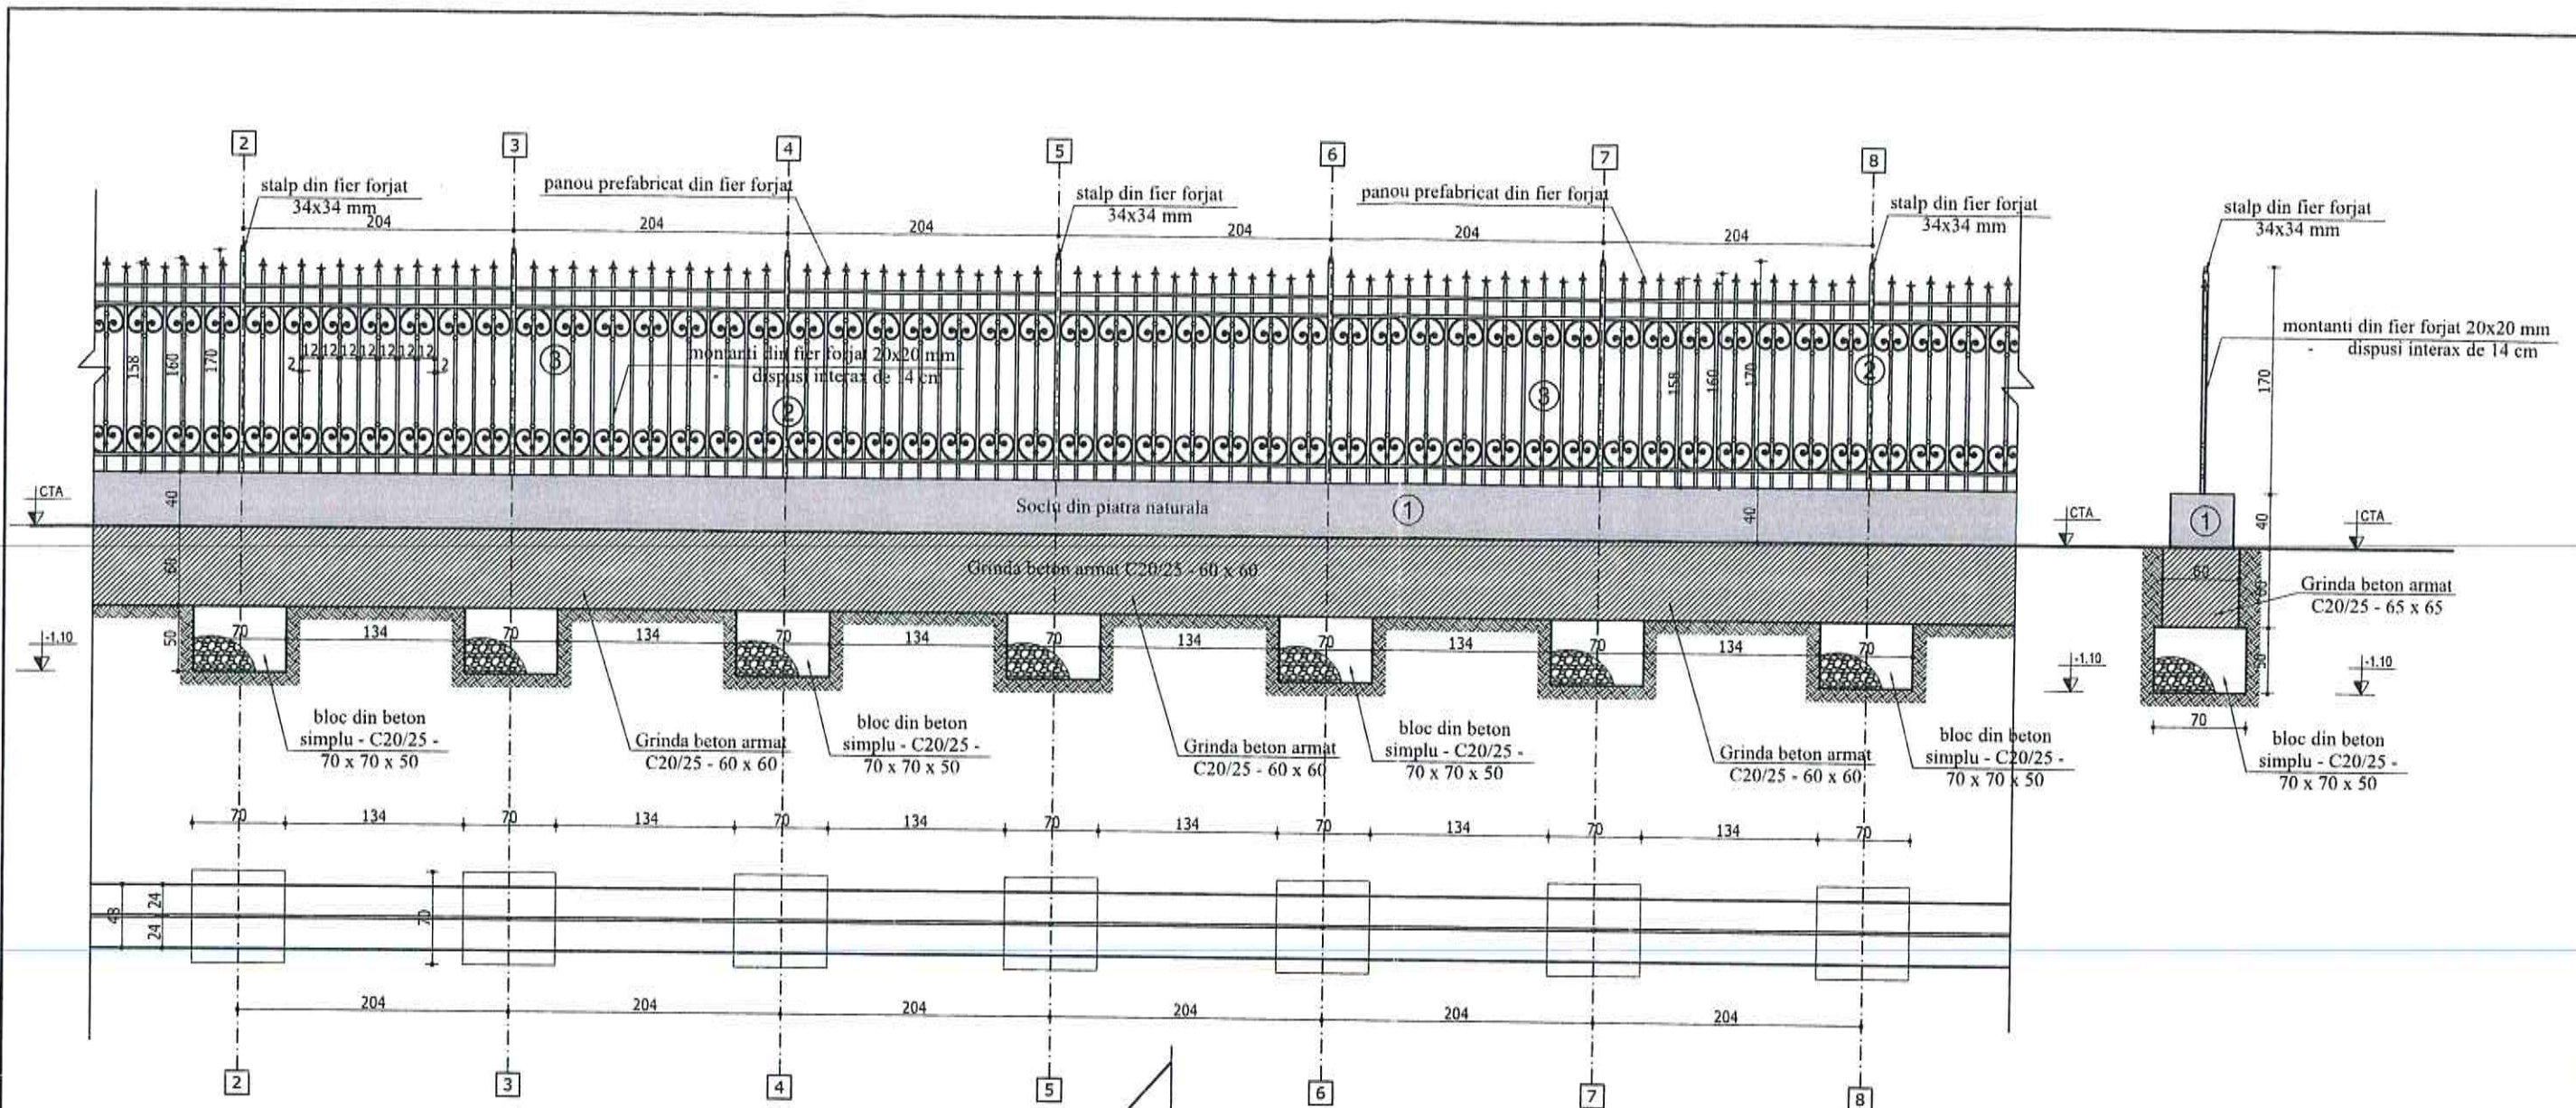 2
3
4
5
6
7
8
stalp din fier forjat
34x34 mm
panou prefabricat din fier forjat
stalp din fier forjat
34x34 mm
panou prefabricat din fier forjat
stalp din fier forjat
34x34 mm
stalp din fier forjat
34x34 mm
204
204
204
204
204
204
158
160
170
2
12 12 12 12 12 12 12
2
3
montanti din fier forjat 20x20 mm
- dispusi interax de 14 cm
2
3
158
160
170
2
170
montanti din fier forjat 20x20 mm
- dispusi interax de 14 cm
CTA
40
Soclu din piatra naturala
1
40
CTA
1
40
CTA
60
Grinda beton armat C20/25 - 60 x 60
60
60
Grinda beton armat
C20/25 - 65 x 65
-1.10
50
70
134
70
134
70
134
70
134
70
134
70
134
70
-1.10
50
-1.10
70
bloc din beton
simplu - C20/25 -
70 x 70 x 50
Grinda beton armat
C20/25 - 60 x 60
bloc din beton
simplu - C20/25 -
70 x 70 x 50
Grinda beton armat
C20/25 - 60 x 60
bloc din beton
simplu - C20/25 -
70 x 70 x 50
Grinda beton armat
C20/25 - 60 x 60
bloc din beton
simplu - C20/25 -
70 x 70 x 50
bloc din beton
simplu - C20/25 -
70 x 70 x 50
70
134
70
134
70
134
70
134
70
134
70
134
70
48
24
24
70
204
204
204
204
204
204
2
3
4
5
6
7
8